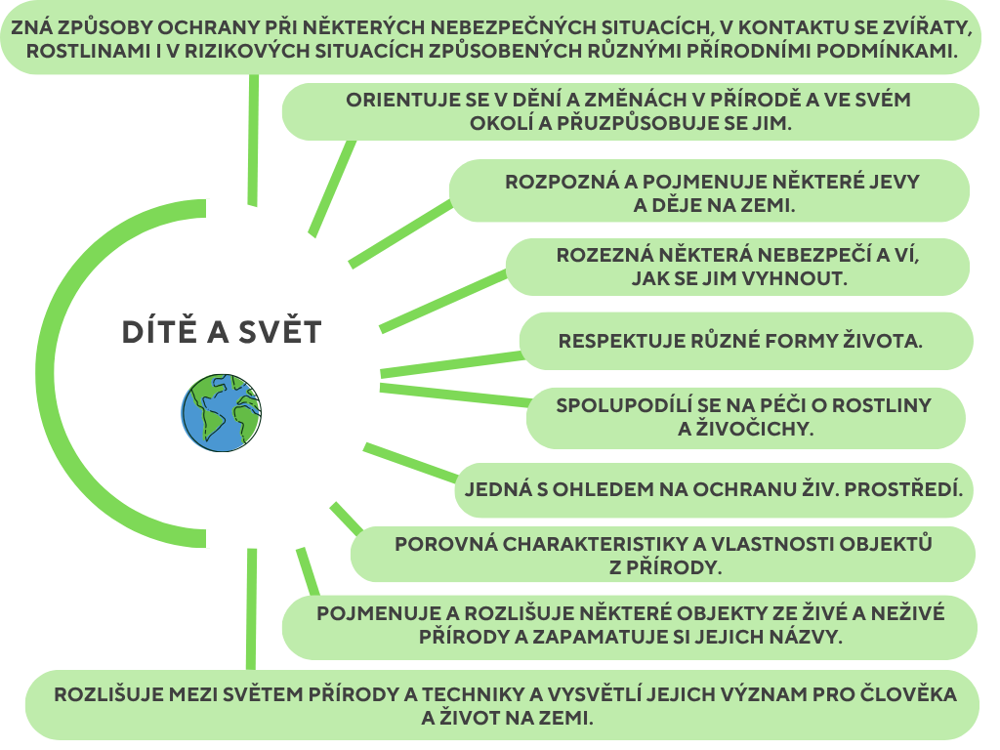 ZNÁ ZPŮSOBY OCHRANY PŘI NĚKTERÝCH NEBEZPEČNÝCH SITUACÍCH, V KONTAKTU SE ZVÍŘATY,
ROSTLINAMI I V RIZIKOVÝCH SITUACÍCH ZPŮSOBENÝCH RŮZNÝMI PŘÍRODNÍMI PODMÍNKAMI.
ORIENTUJE SE V DĚNÍ A ZMĚNÁCH V PŘÍRODĚ A VE SVÉM
OKOLÍ A PŘUZPŮSOBUJE SE JIM.
ROZPOZNÁ A POJMENUJE NĚKTERÉ JEVY
A DĚJE NA ZEMI.
ROZEZNÁ NĚKTERÁ NEBEZPEČÍ A VÍ,
JAK SE JIM VYHNOUT.
DÍTĚ A SVĚT
RESPEKTUJE RŮZNÉ FORMY ŽIVOTA.
SPOLUPODÍLÍ SE NA PÉČI O ROSTLINY
A ŽIVOČICHY.
JEDNÁ S OHLEDEM NA OCHRANU ŽIV. PROSTŘEDÍ.
POROVNÁ CHARAKTERISTIKY A VLASTNOSTI OBJEKTŮ
Z PŘÍRODY.
POJMENUJE A ROZLIŠUJE NĚKTERÉ OBJEKTY ZE ŽIVÉ A NEŽIVÉ
PŘÍRODY A ZAPAMATUJE SI JEJICH NÁZVY.
ROZLIŠUJE MEZI SVĚTEM PŘÍRODY A TECHNIKY A VYSVĚTLÍ JEJICH VÝZNAM PRO ČLOVĚKA
A ŽIVOT NA ZEMI.